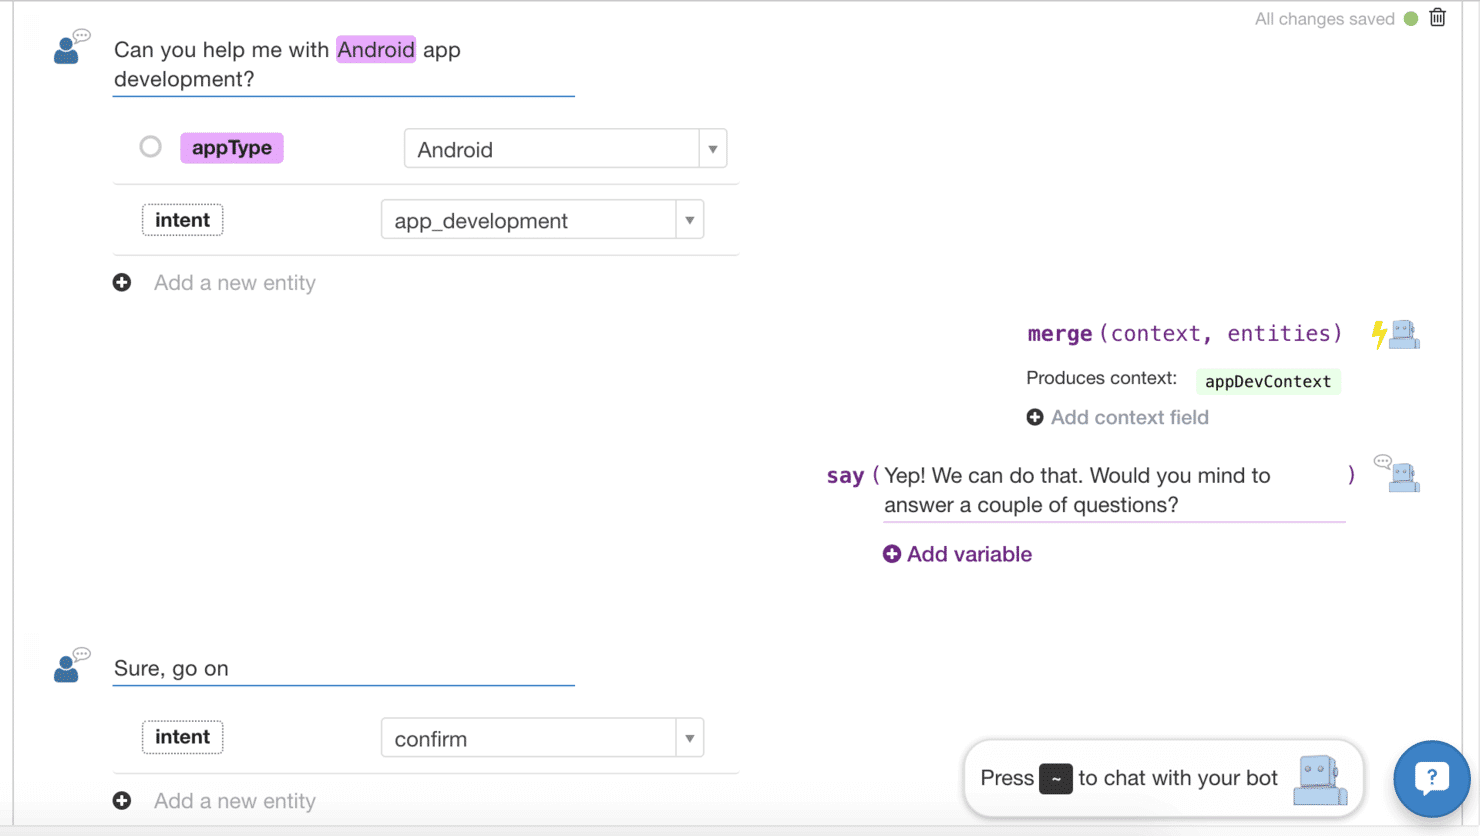 All changes saved
Can you help me with Android app
development?
appType
Android
intent
app_development
Add a new entity
merge (context, entities)
Produces context: appDevContext
Add context field
say ( Yep! We can do that. Would you mind to )
answer a couple of questions?
Add variable
Sure, go on
intent
confirm
Add a new entity
Press ~ to chat with your bot
?